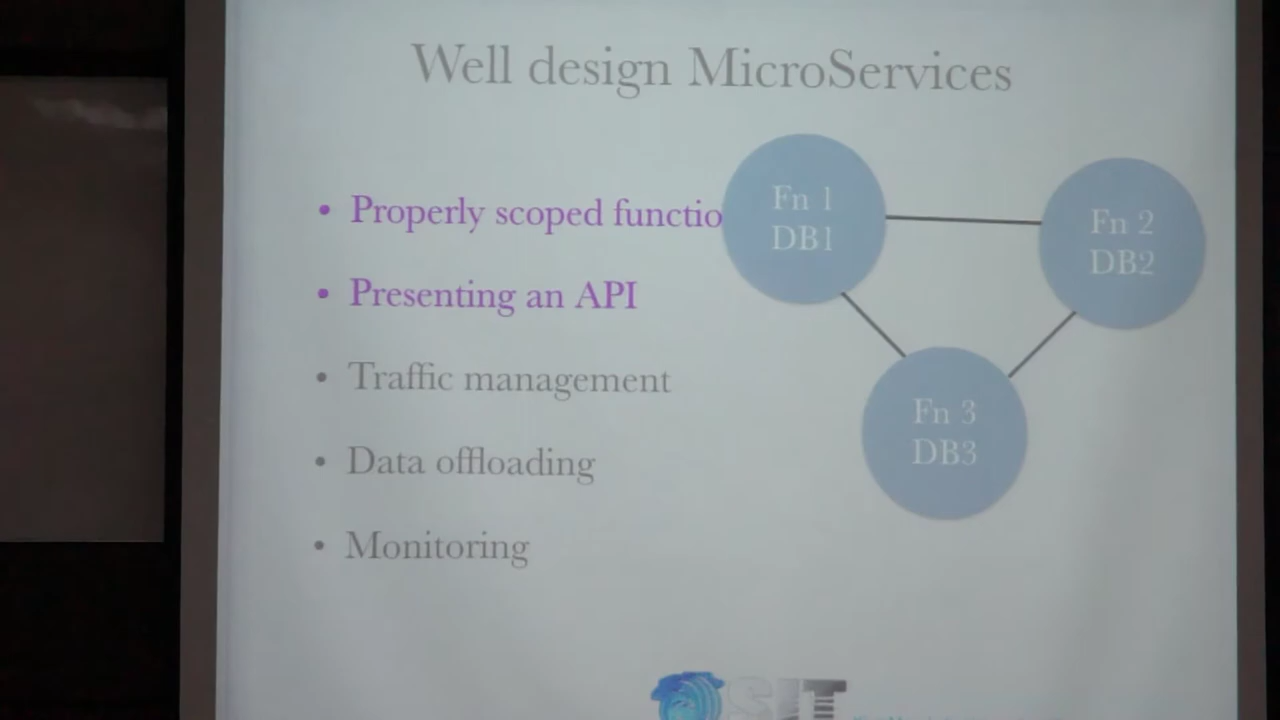 Well design MicroServices
• Properly scoped functio
• Presenting an API
• Traffic management
• Data offloading
• Monitoring
Fn 1
DB1
Fn 2
DB2
Fn 3
DB3
SIT